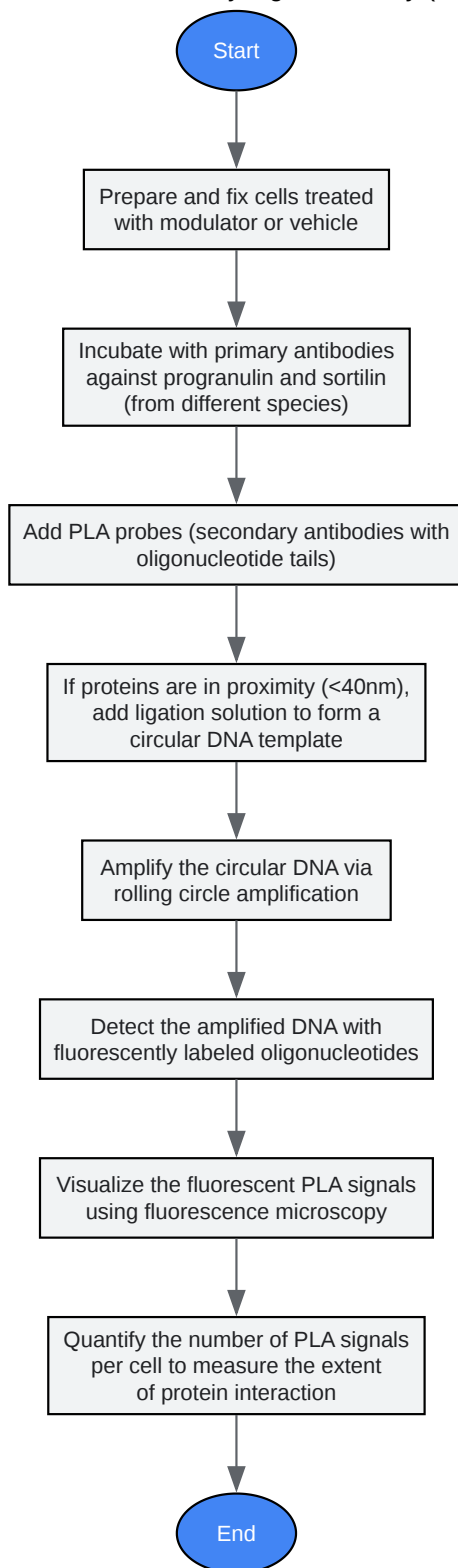 Start
Prepare and fix cells treated
with modulator or vehicle
Incubate with primary antibodies
against progranulin and sortilin
(from different species)
Add PLA probes (secondary antibodies with
oligonucleotide tails)
If proteins are in proximity (<40nm),
add ligation solution to form a
circular DNA template
Amplify the circular DNA via
rolling circle amplification
Detect the amplified DNA with
fluorescently labeled oligonucleotides
Visualize the fluorescent PLA signals
using fluorescence microscopy
Quantify the number of PLA signals
per cell to measure the extent
of protein interaction
End